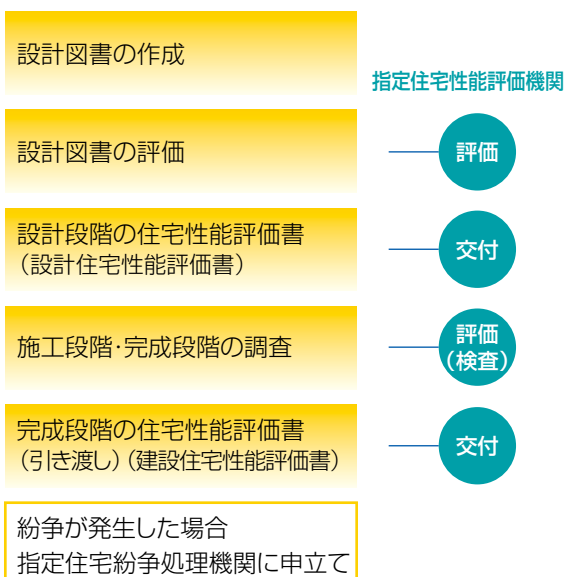 設計図書の作成
指定住宅性能評価機関
設計図書の評価
評価
設計段階の住宅性能評価書
（設計住宅性能評価書）
交付
施工段階・完成段階の調査
評価
（検査）
完成段階の住宅性能評価書
（引き渡し）（建設住宅性能評価書）
交付
紛争が発生した場合
指定住宅紛争処理機関に申立て